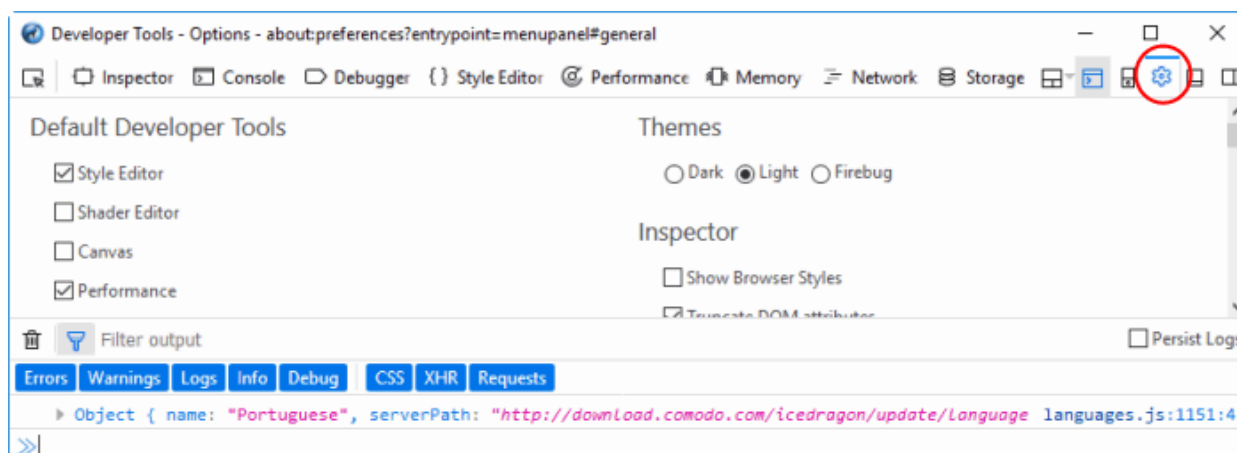 Developer Tools - Options - about:preferences?entrypoint=menupanel#general
Inspector Console Debugger {} Style Editor Performance Memory Network Storage
Default Developer Tools
Style Editor
Shader Editor
Canvas
Performance
Themes
Dark Light Firebug
Inspector
Show Browser Styles
Truncate DOM attributes
Filter output
Persist Logs
Errors Warnings Logs Info Debug CSS XHR Requests
Object { name: "Portuguese", serverPath: "http://download.comodo.com/icedragon/update/language languages.js:1151:4